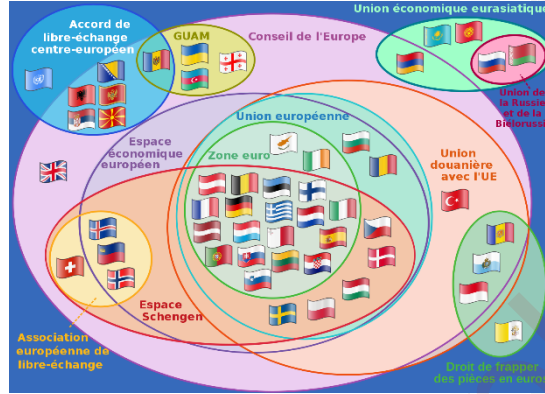 Accord de
libre-échange
centre-européen
GUAM
Conseil de l'Europe
Union économique eurasiatique
Union de
la Russie
et de la
Biélorussie
Espace
économique
européen
Union européenne
Zone euro
Union
douanière
avec l'UE
Espace
Schengen
Association
européenne de
libre-échange
Droit de frapper
des pièces en euros